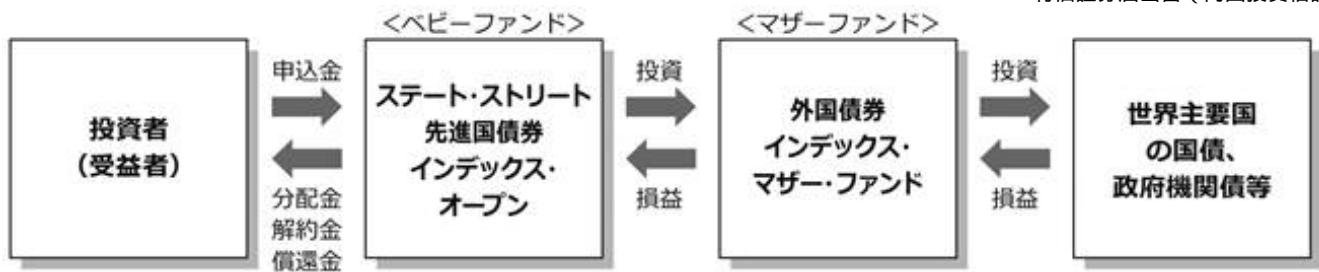 ＜ベビーファンド＞
＜マザーファンド＞
投資者
（受益者）
申込金
分配金
解約金
償還金
ステート・ストリート
先進国債券
インデックス・
オープン
投資
損益
外国債券
インデックス・
マザー・ファンド
投資
損益
世界主要国
の国債、
政府機関債等